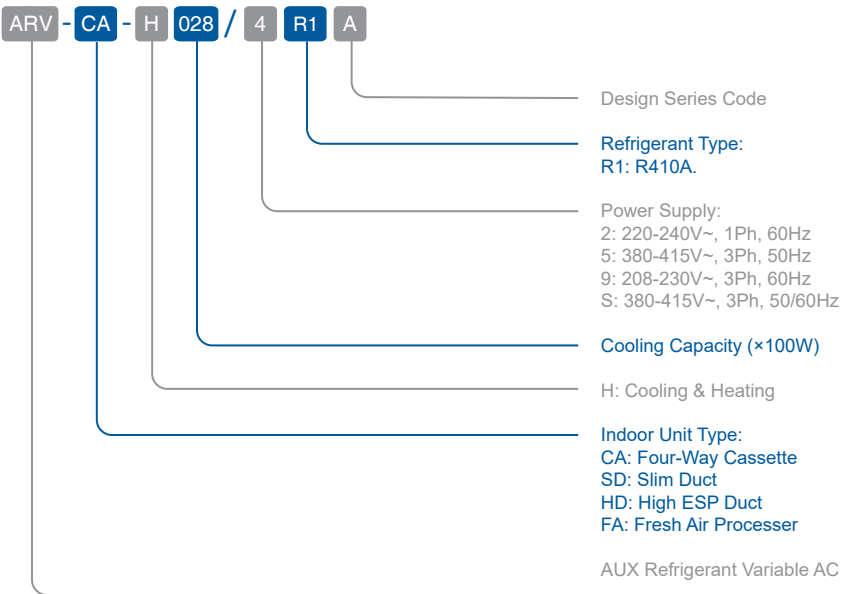 ARV - CA - H 028 / 4 R1 A
Design Series Code
Refrigerant Type:
R1: R410A.
Power Supply:
2: 220-240V~, 1Ph, 60Hz
5: 380-415V~, 3Ph, 50Hz
9: 208-230V~, 3Ph, 60Hz
S: 380-415V~, 3Ph, 50/60Hz
Cooling Capacity (×100W)
H: Cooling & Heating
Indoor Unit Type:
CA: Four-Way Cassette
SD: Slim Duct
HD: High ESP Duct
FA: Fresh Air Processer
AUX Refrigerant Variable AC